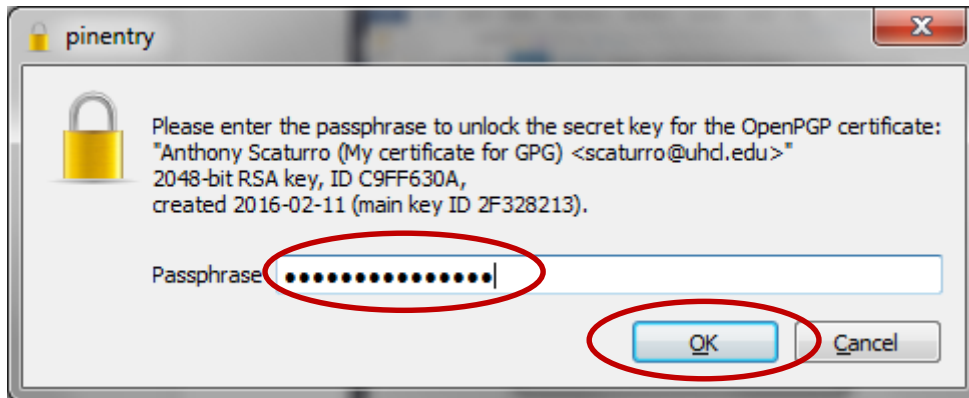 pinentry
Please enter the passphrase to unlock the secret key for the OpenPGP certificate:
"Anthony Scaturro (My certificate for GPG) <scaturro@uhcl.edu>"
2048-bit RSA key, ID C9FF630A,
created 2016-02-11 (main key ID 2F328213).
Passphrase ●●●●●●●●●●●●●●●
OK Cancel